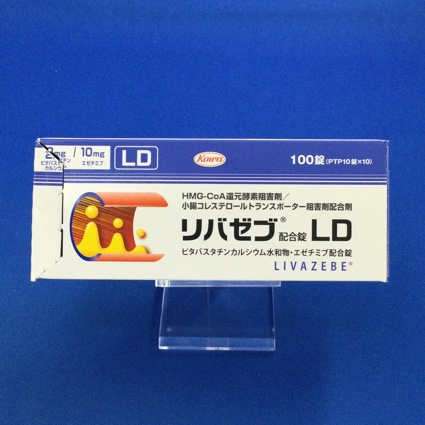 2mg / 10mg
ピタバスタチン エゼチミブ
カルシウム
LD
Kowa
100錠(PTP10錠×10)
HMG-CoA還元酵素阻害剤/
小腸コレステロールトランスポーター阻害剤配合剤
リバゼブ® 配合錠 LD
ピタバスタチンカルシウム水和物・エゼチミブ配合錠
LIVAZEBE®